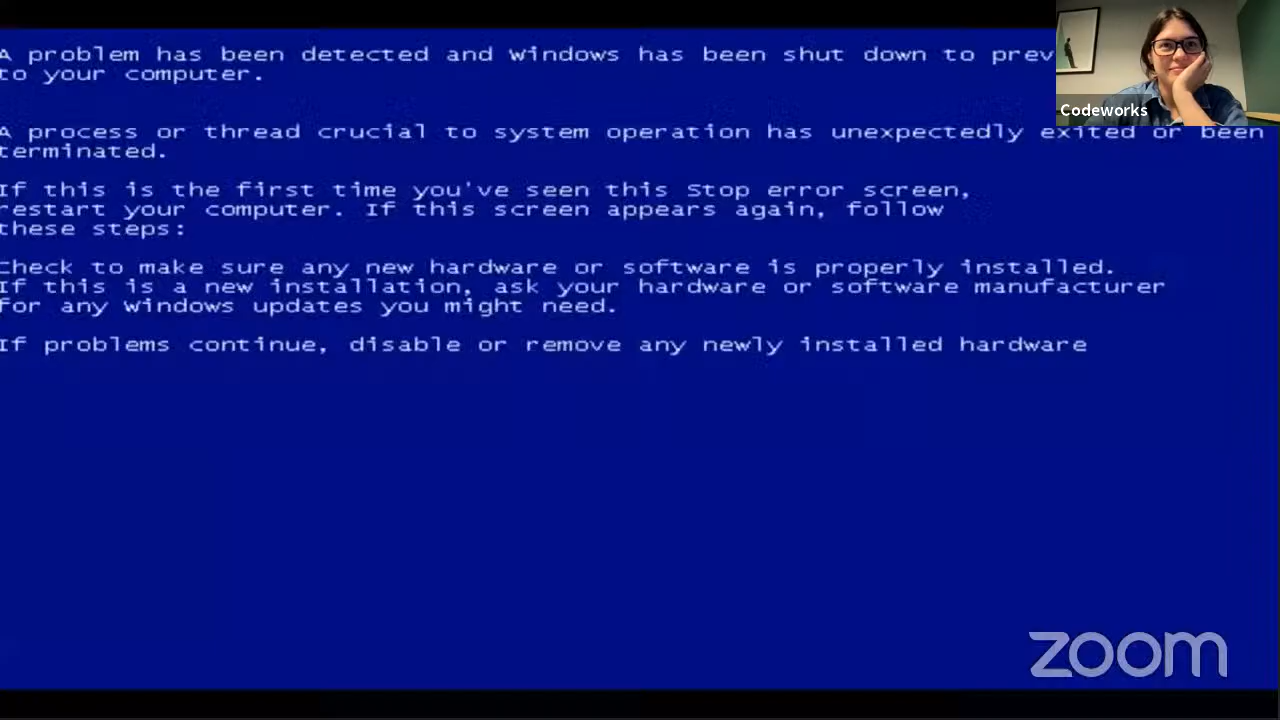 A problem has been detected and Windows has been shut down to prev
to your computer.
A process or thread crucial to system operation has unexpectedly exited or been
terminated.
If this is the first time you've seen this Stop error screen,
restart your computer. If this screen appears again, follow
these steps:
Check to make sure any new hardware or software is properly installed.
If this is a new installation, ask your hardware or software manufacturer
for any Windows updates you might need.
If problems continue, disable or remove any newly installed hardware
Codeworks
zoom